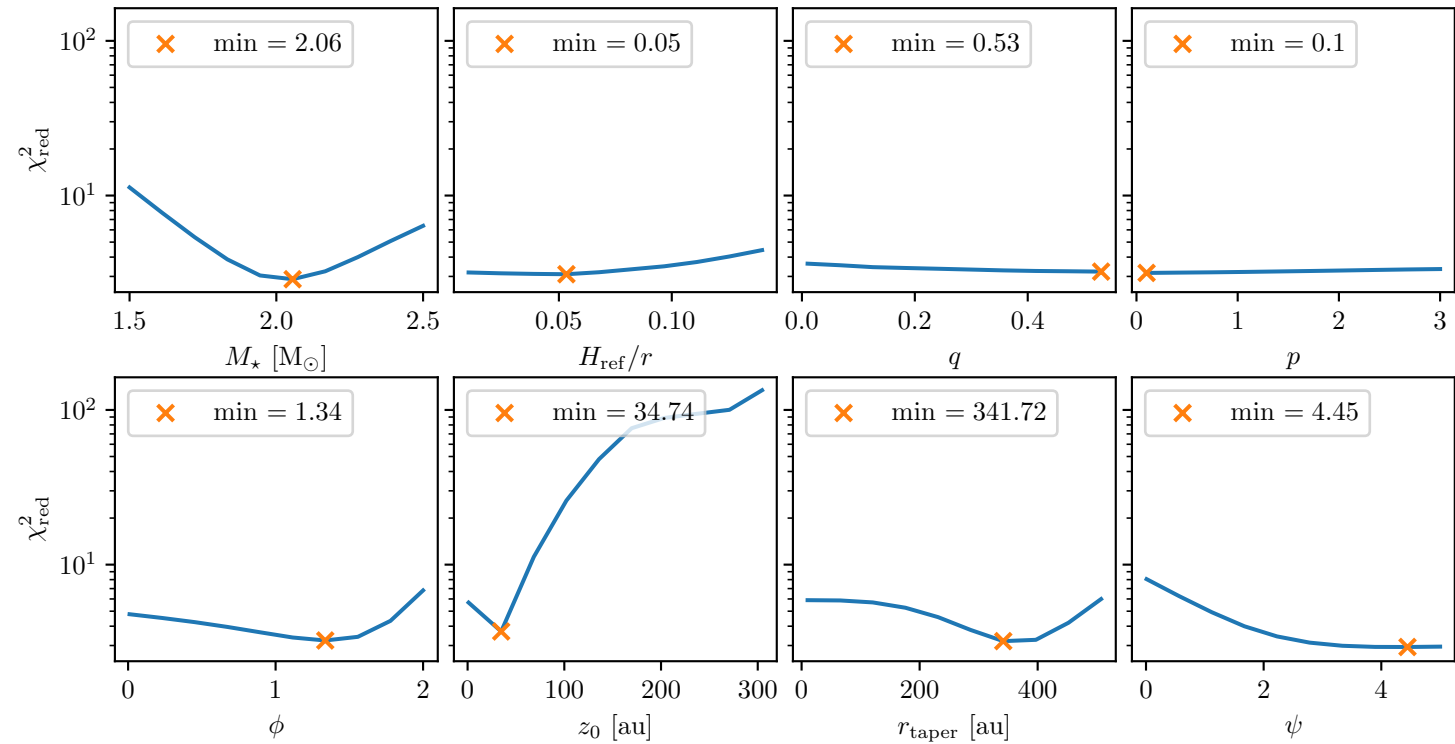 min = 2.06
min = 0.05
min = 0.53
min = 0.1
10²
10¹
χ²red
1.5 2.0 2.5
0.05 0.10
0.0 0.2 0.4
0 1 2 3
M⋆ [M⊙]
Href/r
q
p
min = 1.34
min = 34.74
min = 341.72
min = 4.45
10²
10¹
χ²red
0 1 2
0 100 200 300
200 400
0 2 4
ϕ
z₀ [au]
rtaper [au]
ψ